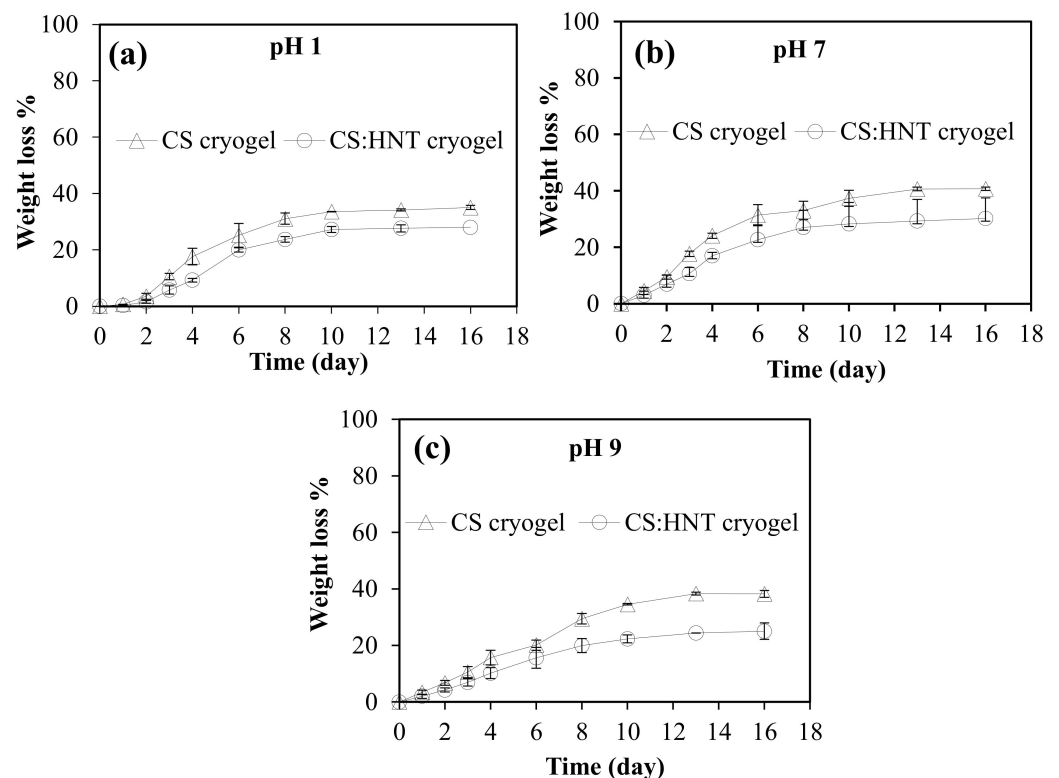 (a)
pH 1
Weight loss %
100
80
60
40
20
0
CS cryogel
CS:HNT cryogel
0 2 4 6 8 10 12 14 16 18
Time (day)
(b)
pH 7
Weight loss %
100
80
60
40
20
0
CS cryogel
CS:HNT cryogel
0 2 4 6 8 10 12 14 16 18
Time (day)
(c)
pH 9
Weight loss %
100
80
60
40
20
0
CS cryogel
CS:HNT cryogel
0 2 4 6 8 10 12 14 16 18
Time (day)